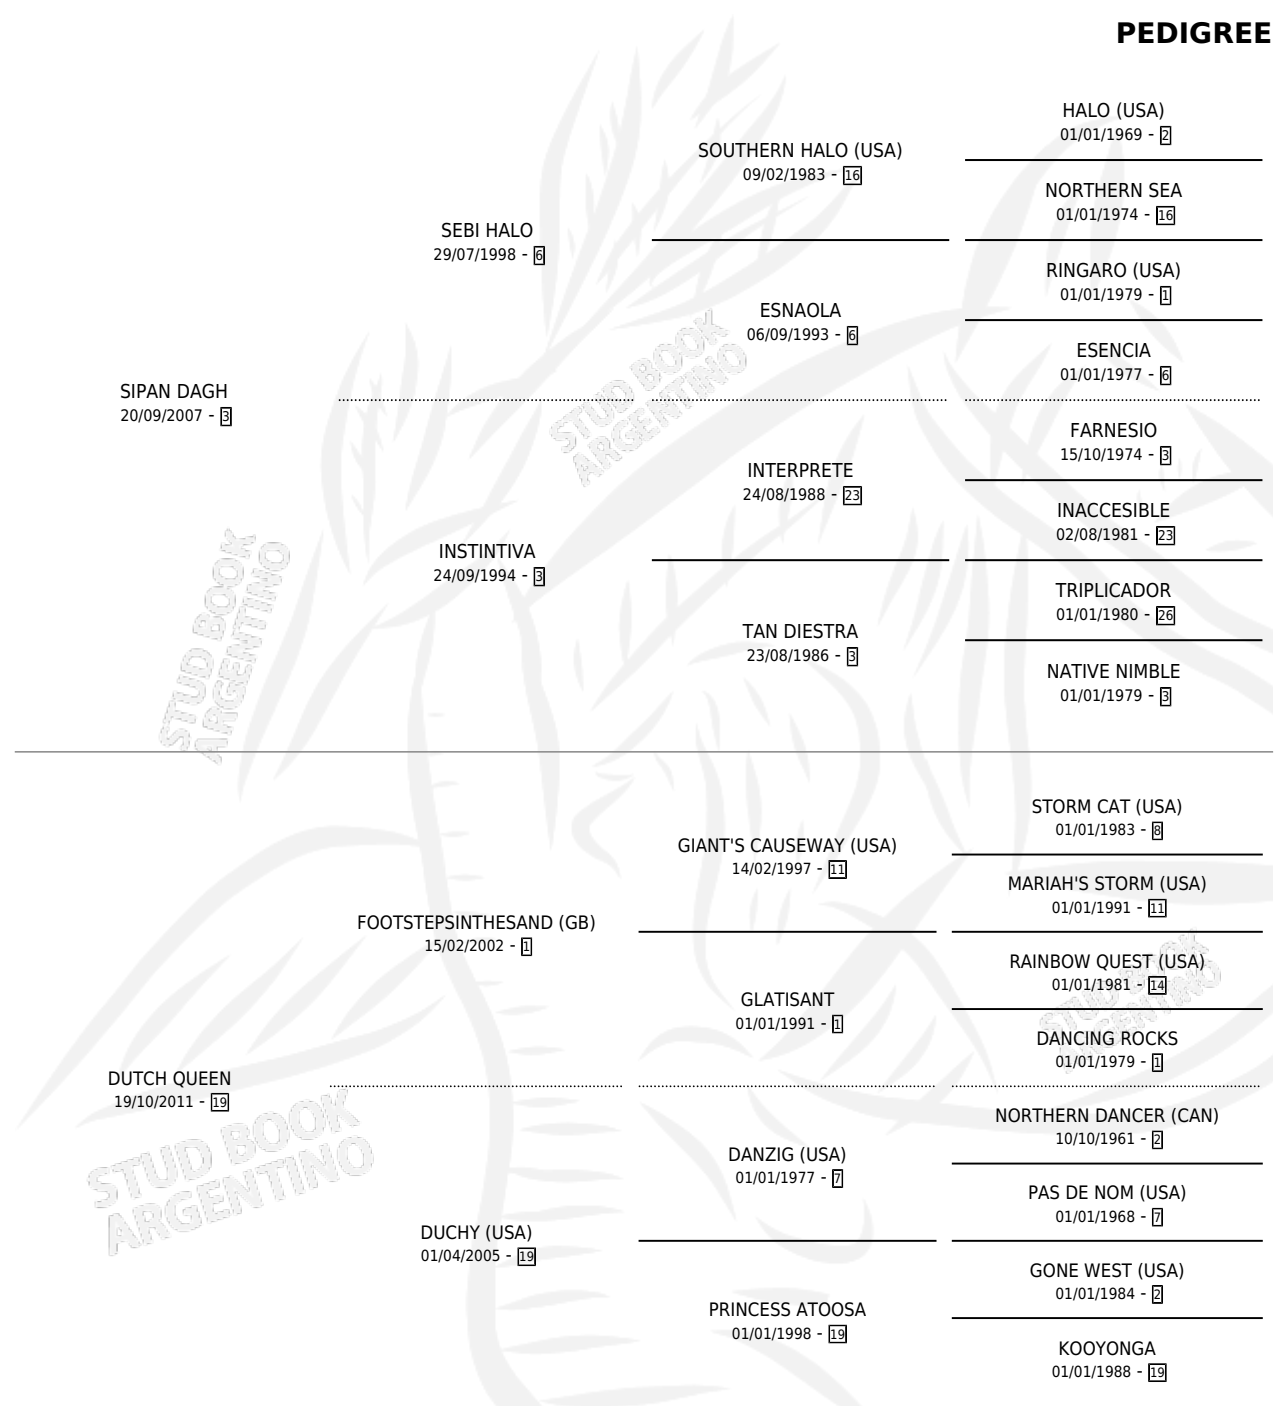 PEDIGREE
HALO (USA)
01/01/1969 - 2
SOUTHERN HALO (USA)
09/02/1983 - 16
NORTHERN SEA
01/01/1974 - 16
SEBI HALO
29/07/1998 - 6
RINGARO (USA)
01/01/1979 - 1
ESNAOLA
06/09/1993 - 6
ESENCIA
01/01/1977 - 6
SIPAN DAGH
20/09/2007 - 3
FARNESIO
15/10/1974 - 3
INTERPRETE
24/08/1988 - 23
INACCESIBLE
02/08/1981 - 23
INSTINTIVA
24/09/1994 - 3
TRIPLICADOR
01/01/1980 - 26
TAN DIESTRA
23/08/1986 - 3
NATIVE NIMBLE
01/01/1979 - 3
STORM CAT (USA)
01/01/1983 - 8
GIANT'S CAUSEWAY (USA)
14/02/1997 - 11
MARIAH'S STORM (USA)
01/01/1991 - 11
FOOTSTEPSINTHESAND (GB)
15/02/2002 - 1
RAINBOW QUEST (USA)
01/01/1981 - 14
GLATISANT
01/01/1991 - 1
DANCING ROCKS
01/01/1979 - 1
DUTCH QUEEN
19/10/2011 - 19
NORTHERN DANCER (CAN)
10/10/1961 - 2
DANZIG (USA)
01/01/1977 - 7
PAS DE NOM (USA)
01/01/1968 - 7
DUCHY (USA)
01/04/2005 - 19
GONE WEST (USA)
01/01/1984 - 2
PRINCESS ATOOSA
01/01/1998 - 19
KOOYONGA
01/01/1988 - 19
STUD BOOK
ARGENTINO
STUD BOOK
ARGENTINO
STUD BOOK
ARGENTINO
STUD BOOK
ARGENTINO